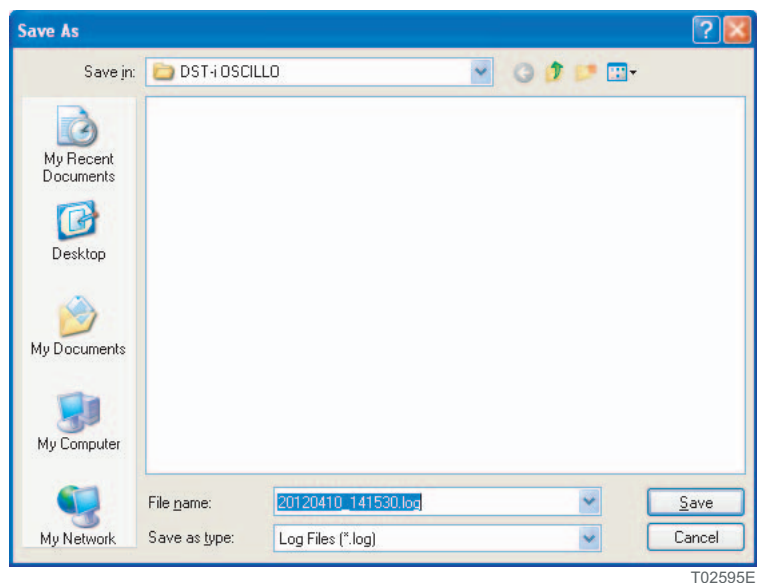 Save As
Save in:
DST-i OSCILLO
My Recent
Documents
Desktop
My Documents
My Computer
My Network
File name:
20120410_141530.log
Save
Save as type:
Log Files (*.log)
Cancel
T02595E